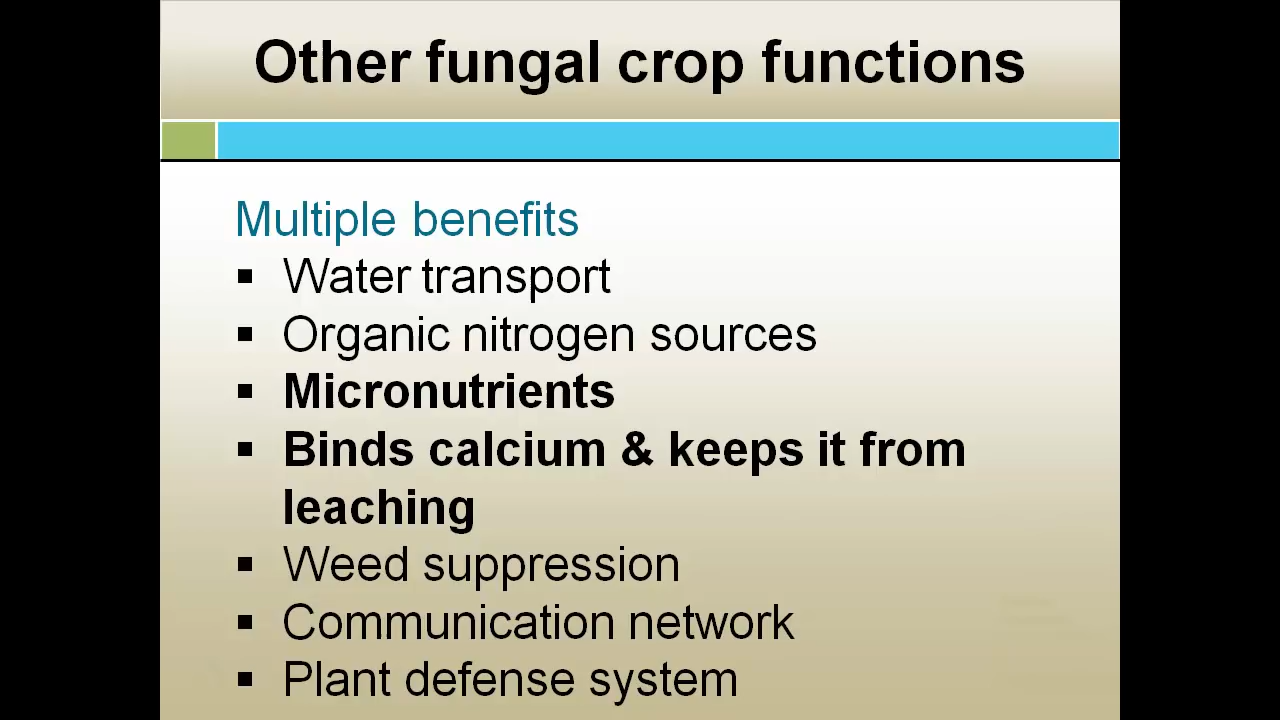 Other fungal crop functions
Multiple benefits
▪ Water transport
▪ Organic nitrogen sources
▪ Micronutrients
▪ Binds calcium & keeps it from
leaching
▪ Weed suppression
▪ Communication network
▪ Plant defense system